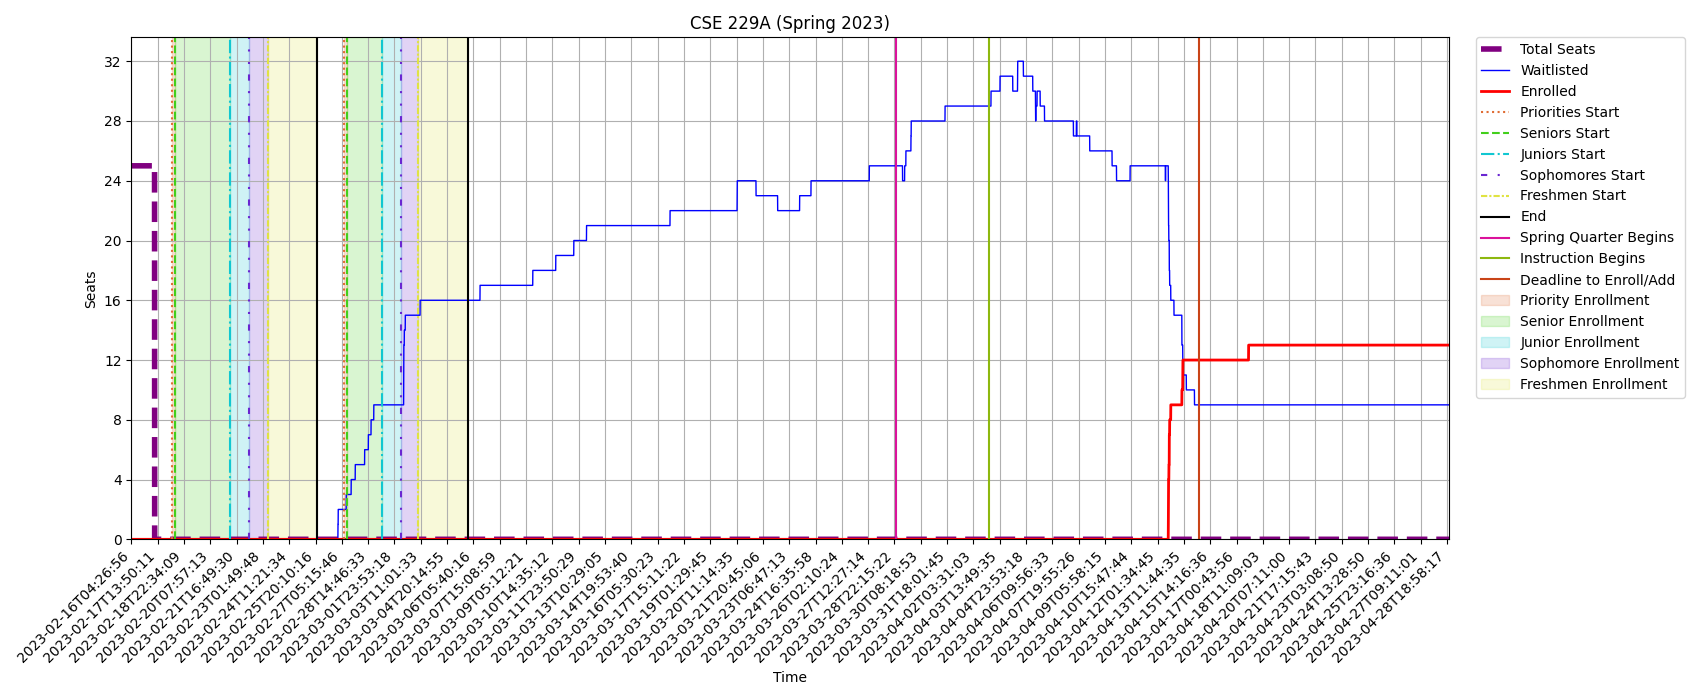 CSE 229A (Spring 2023)
Seats
32
28
24
20
16
12
8
4
0
2023-02-16T04:26:56
2023-02-17T13:50:11
2023-02-18T22:34:09
2023-02-20T07:57:13
2023-02-21T16:49:30
2023-02-23T01:49:48
2023-02-24T11:21:34
2023-02-25T20:10:16
2023-02-27T05:15:46
2023-02-28T14:46:33
2023-03-01T23:53:18
2023-03-03T11:01:33
2023-03-04T20:14:55
2023-03-06T05:40:16
2023-03-07T15:08:59
2023-03-09T05:12:21
2023-03-10T14:35:12
2023-03-11T23:50:29
2023-03-13T10:29:05
2023-03-14T19:53:40
2023-03-16T05:30:23
2023-03-17T15:11:22
2023-03-19T01:29:45
2023-03-20T11:14:35
2023-03-21T20:45:06
2023-03-23T06:47:13
2023-03-24T16:35:58
2023-03-26T02:10:24
2023-03-27T12:27:14
2023-03-28T22:15:22
2023-03-30T08:18:53
2023-03-31T18:01:45
2023-04-02T03:31:03
2023-04-03T13:49:35
2023-04-04T23:53:18
2023-04-06T09:56:33
2023-04-07T19:55:26
2023-04-09T05:58:15
2023-04-10T15:47:44
2023-04-12T01:34:45
2023-04-13T11:44:35
2023-04-15T14:16:36
2023-04-17T00:43:56
2023-04-18T11:09:03
2023-04-20T07:11:00
2023-04-21T17:15:43
2023-04-23T03:08:50
2023-04-24T13:28:50
2023-04-25T23:16:30
2023-04-27T09:11:01
2023-04-28T18:58:17
Time
Total Seats
Waitlisted
Enrolled
Priorities Start
Seniors Start
Juniors Start
Sophomores Start
Freshmen Start
End
Spring Quarter Begins
Instruction Begins
Deadline to Enroll/Add
Priority Enrollment
Senior Enrollment
Junior Enrollment
Sophomore Enrollment
Freshmen Enrollment